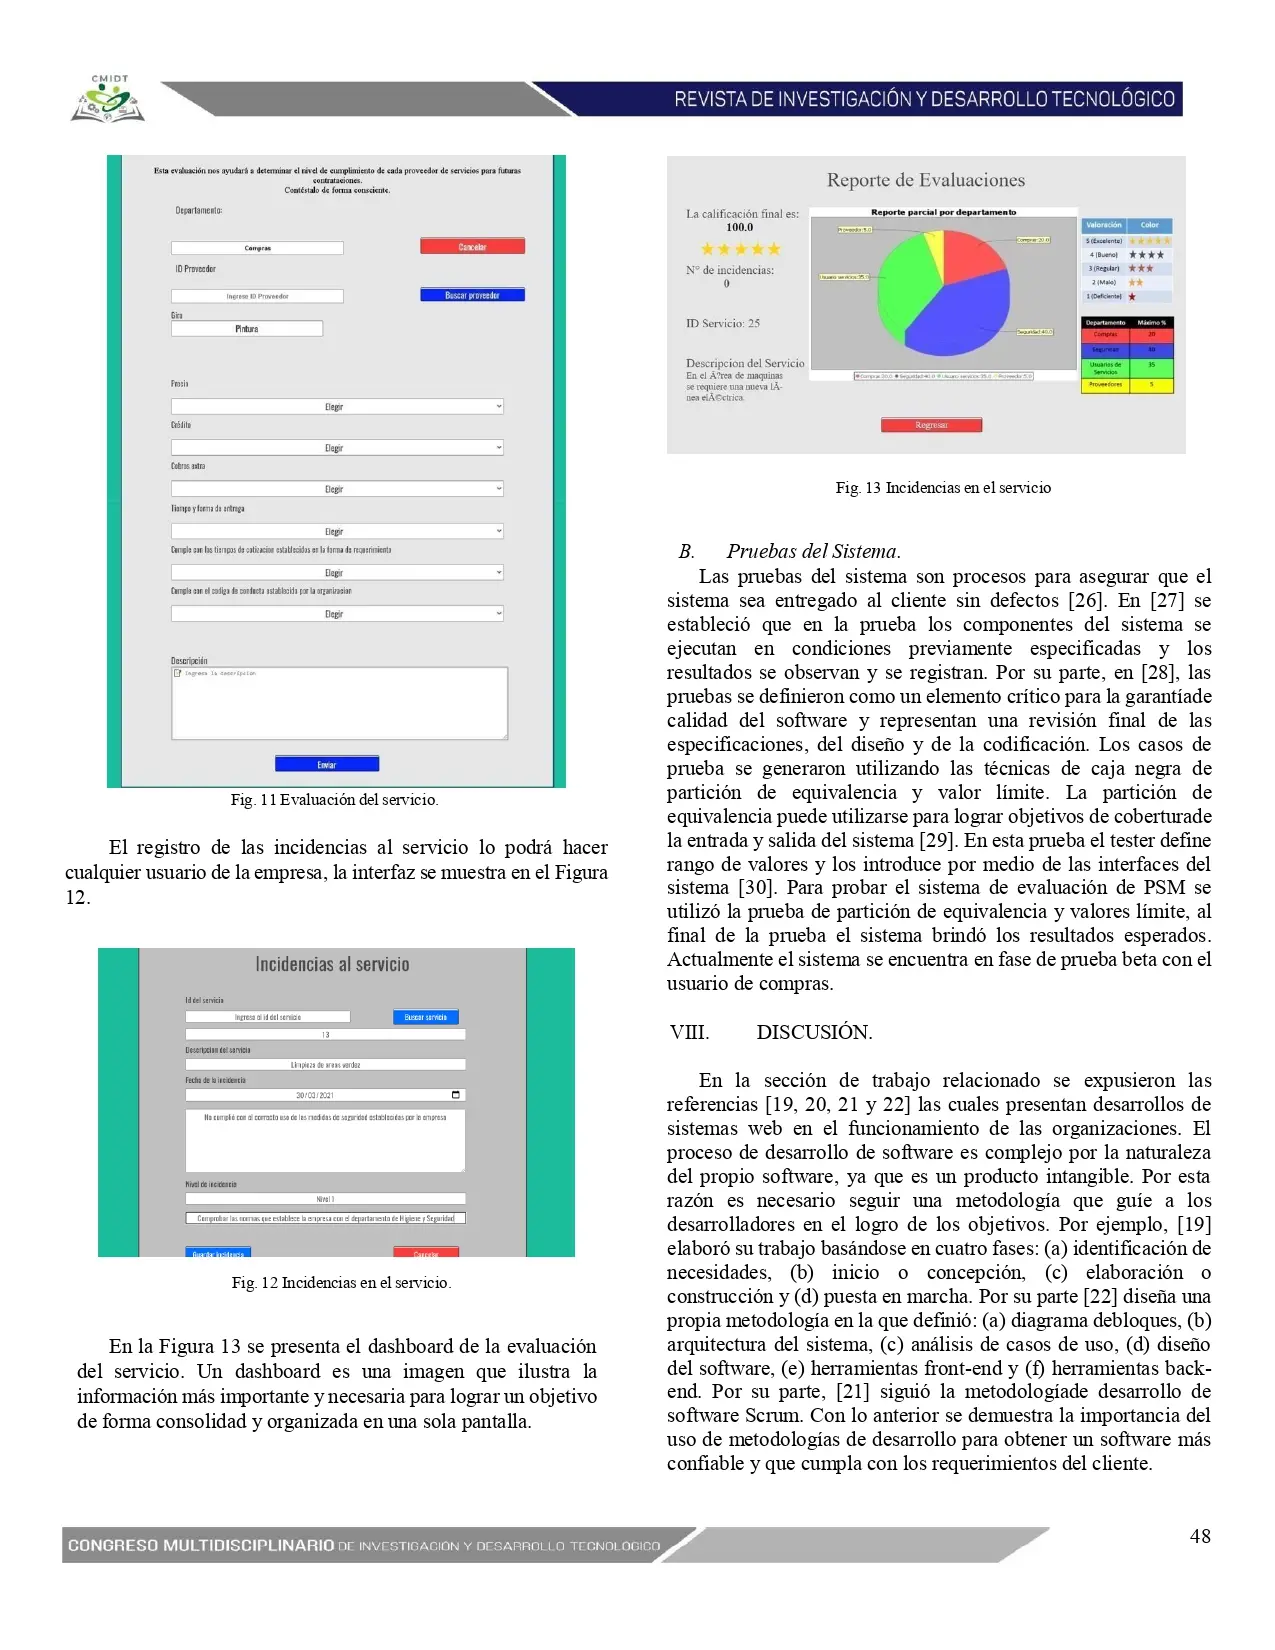 CMIDT
REVISTA DE INVESTIGACIÓN Y DESARROLLO TECNOLÓGICO
Esta evaluación nos ayudará a determinar el nivel de cumplimiento de cada proveedor de servicios para futuras
contrataciones.
Contéstalo de forma consciente.
Departamento:
Compras
Cancelar
ID Proveedor
Ingrese ID Proveedor
Buscar proveedor
Giro
Pintura
Precio
Elegir
Crédito
Elegir
Cobros extra
Elegir
Tiempo y forma de entrega
Elegir
Cumple con los tiempos de cotizacion establecidos en la forma de requerimiento
Elegir
Cumple con el codigo de conducta establecido por la organizacion
Elegir
Descripción
Ingrese la descripcion
Enviar
Fig. 11 Evaluación del servicio.
El registro de las incidencias al servicio lo podrá hacer
cualquier usuario de la empresa, la interfaz se muestra en el Figura
12.
Incidencias al servicio
Id del servicio
Ingresa el id del servicio
Buscar servicio
13
Descripcion del servicio
Limpieza de areas verdez
Fecha de la incidencia
30/03/2021
No cumplió con el correcto uso de las medidas de seguridad establecidas por la empresa
Nivel de incidencia
Nivel 1
Comprobar las normas que establece la empresa con el departamento de Higiene y Seguridad
Guardar incidencia
Cancelar
Fig. 12 Incidencias en el servicio.
En la Figura 13 se presenta el dashboard de la evaluación
del servicio. Un dashboard es una imagen que ilustra la
información más importante y necesaria para lograr un objetivo
de forma consolidad y organizada en una sola pantalla.
Reporte de Evaluaciones
La calificación final es:
100.0
N° de incidencias:
0
ID Servicio: 25
Descripcion del Servicio
En el Ã?rea de maquinas
se requiere una nueva lÃ-
nea elÃ©ctrica.
Reporte parcial por departamento
Proveedor:5.0
Compras:20.0
Usuario servicios:35.0
Seguridad:40.0
Compras:20.0 Seguridad:40.0 Usuario servicios:35.0 Proveedor:5.0
Valoración Color
5 (Excelente)
4 (Bueno)
3 (Regular)
2 (Malo)
1 (Deficiente)
Departamento Máximo %
Compras 20
Seguridad 40
Usuarios de
Servicios 35
Proveedores 5
Regresar
Fig. 13 Incidencias en el servicio
B. Pruebas del Sistema.
Las pruebas del sistema son procesos para asegurar que el
sistema sea entregado al cliente sin defectos [26]. En [27] se
estableció que en la prueba los componentes del sistema se
ejecutan en condiciones previamente especificadas y los
resultados se observan y se registran. Por su parte, en [28], las
pruebas se definieron como un elemento crítico para la garantíade
calidad del software y representan una revisión final de las
especificaciones, del diseño y de la codificación. Los casos de
prueba se generaron utilizando las técnicas de caja negra de
partición de equivalencia y valor límite. La partición de
equivalencia puede utilizarse para lograr objetivos de coberturade
la entrada y salida del sistema [29]. En esta prueba el tester define
rango de valores y los introduce por medio de las interfaces del
sistema [30]. Para probar el sistema de evaluación de PSM se
utilizó la prueba de partición de equivalencia y valores límite, al
final de la prueba el sistema brindó los resultados esperados.
Actualmente el sistema se encuentra en fase de prueba beta con el
usuario de compras.
VIII. DISCUSIÓN.
En la sección de trabajo relacionado se expusieron las
referencias [19, 20, 21 y 22] las cuales presentan desarrollos de
sistemas web en el funcionamiento de las organizaciones. El
proceso de desarrollo de software es complejo por la naturaleza
del propio software, ya que es un producto intangible. Por esta
razón es necesario seguir una metodología que guíe a los
desarrolladores en el logro de los objetivos. Por ejemplo, [19]
elaboró su trabajo basándose en cuatro fases: (a) identificación de
necesidades, (b) inicio o concepción, (c) elaboración o
construcción y (d) puesta en marcha. Por su parte [22] diseña una
propia metodología en la que definió: (a) diagrama debloques, (b)
arquitectura del sistema, (c) análisis de casos de uso, (d) diseño
del software, (e) herramientas front-end y (f) herramientas back-
end. Por su parte, [21] siguió la metodologíade desarrollo de
software Scrum. Con lo anterior se demuestra la importancia del
uso de metodologías de desarrollo para obtener un software más
confiable y que cumpla con los requerimientos del cliente.
CONGRESO MULTIDISCIPLINARIO DE INVESTIGACIÓN Y DESARROLLO TECNOLÓGICO
48